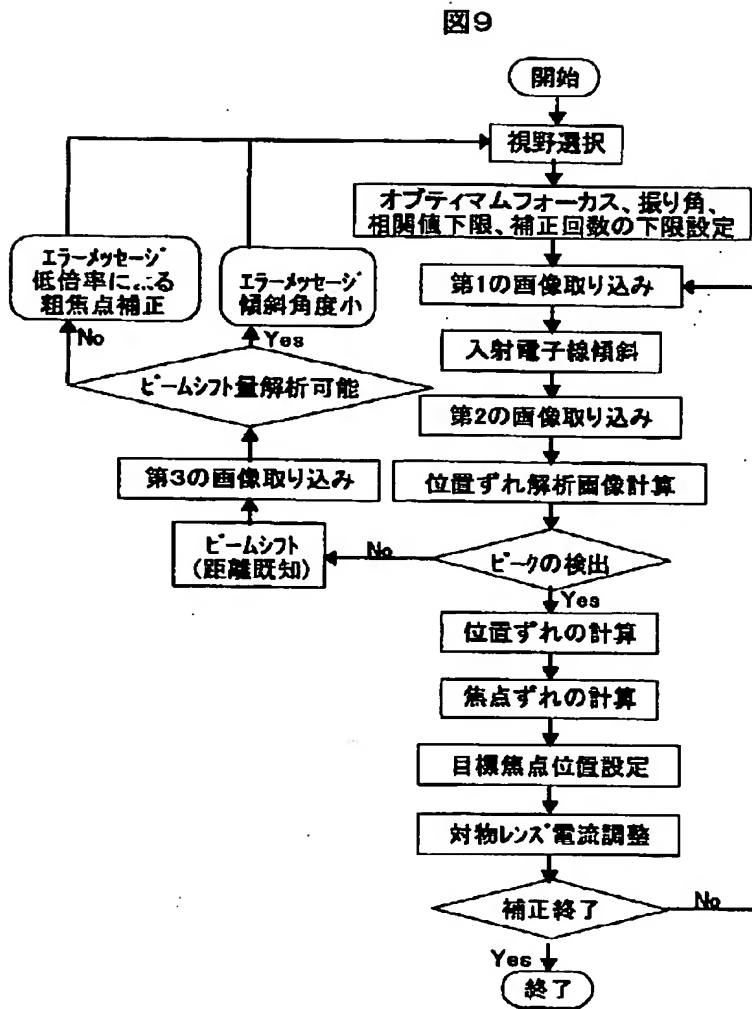 図9
開始
視野選択
オプティマムフォーカス、振り角、
相関値下限、補正回数の下限設定
エラーメッセージ
低倍率による
粗焦点補正
エラーメッセージ
傾斜角度小
第1の画像取り込み
No
Yes
入射電子線傾斜
ビームシフト量解析可能
第2の画像取り込み
第3の画像取り込み
位置ずれ解析画像計算
ビームシフト
(距離既知)
No
ピークの検出
Yes
位置ずれの計算
焦点ずれの計算
目標焦点位置設定
対物レンズ電流調整
補正終了
No
Yes
終了